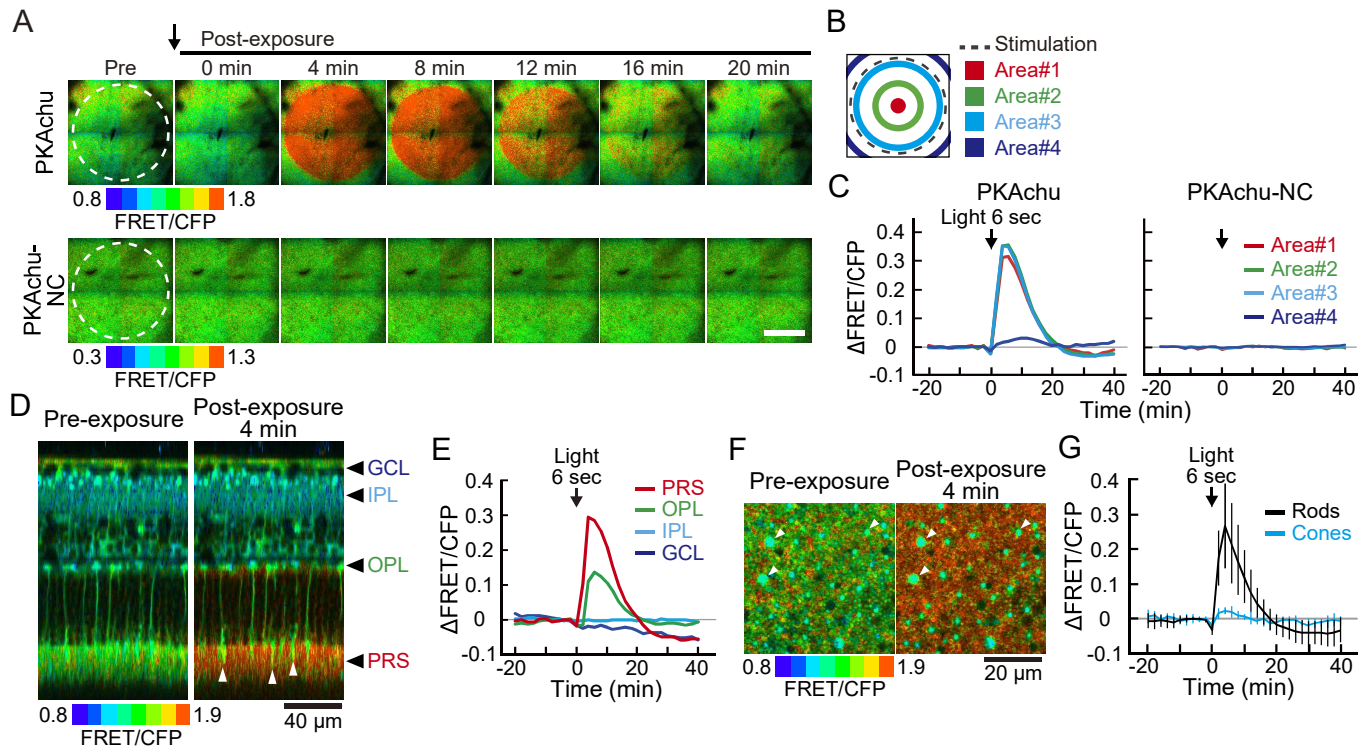 A
Post-exposure
Pre
0 min
4 min
8 min
12 min
16 min
20 min
PKAchu
0.8
1.8
FRET/CFP
PKAchu-
NC
0.3
1.3
FRET/CFP
B
Stimulation
Area#1
Area#2
Area#3
Area#4
C
PKAchu
PKAchu-NC
Light 6 sec
ΔFRET/CFP
0.4
0.3
0.2
0.1
0
-0.1
-20
0
20
40
-20
0
20
40
Time (min)
Area#1
Area#2
Area#3
Area#4
D
Pre-exposure
Post-exposure
4 min
GCL
IPL
OPL
PRS
0.8
1.9
FRET/CFP
40 µm
E
Light
6 sec
ΔFRET/CFP
0.4
0.3
0.2
0.1
0
-0.1
-20
0
20
40
Time (min)
PRS
OPL
IPL
GCL
F
Pre-exposure
Post-exposure
4 min
0.8
1.9
FRET/CFP
20 µm
G
Light
6 sec
ΔFRET/CFP
0.4
0.3
0.2
0.1
0
-0.1
-20
0
20
40
Time (min)
Rods
Cones